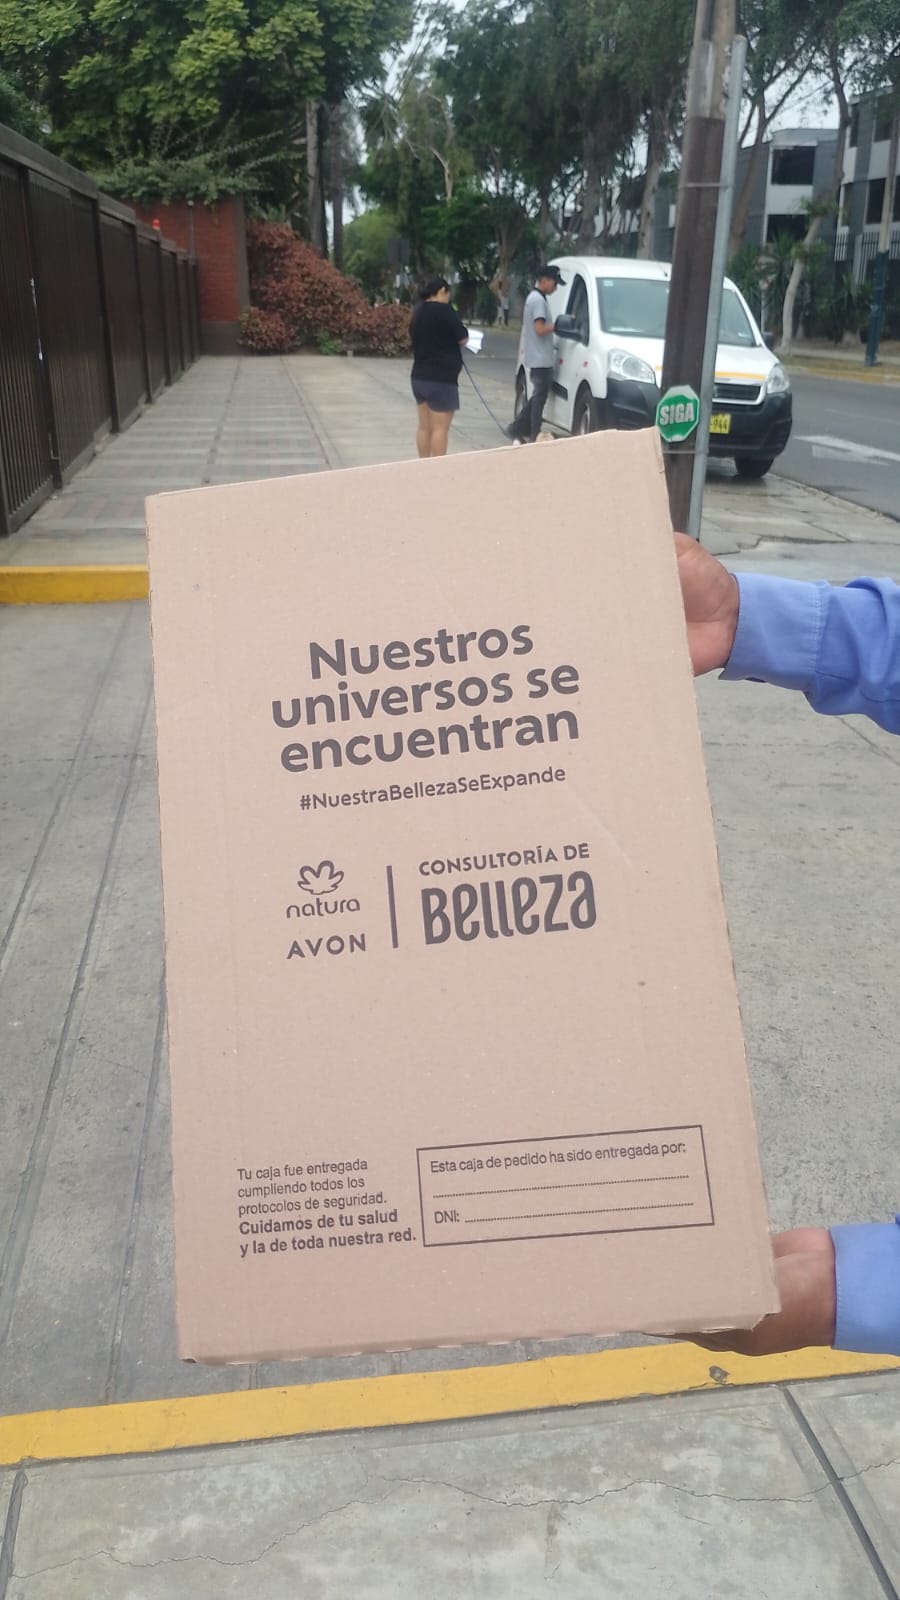 SIGA
-944
Nuestros
universos se
encuentran
#NuestraBellezaSeExpande
natura
AVON
CONSULTORÍA DE
Belleza
Tu caja fue entregada
cumpliendo todos los
protocolos de seguridad.
Cuidamos de tu salud
y la de toda nuestra red.
Esta caja de pedido ha sido entregada por:
DNI: